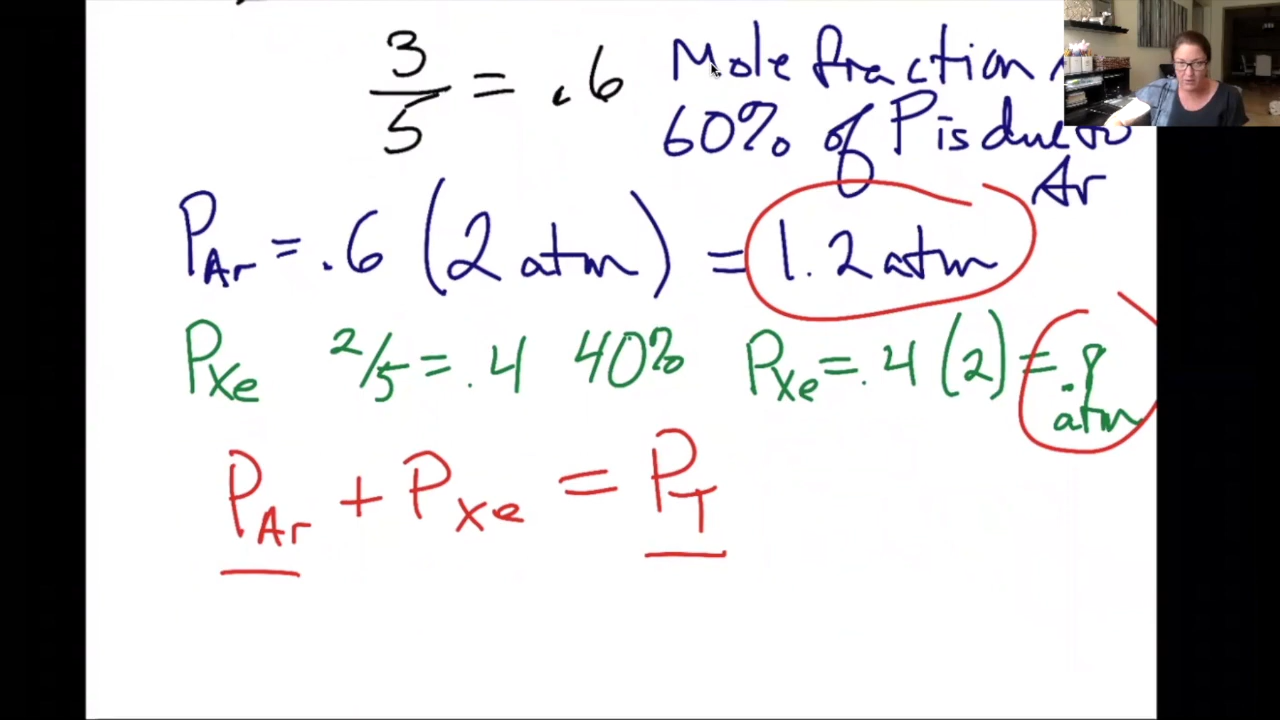 3/5 = .6 Mole fraction
60% of P is due to
Ar
P_Ar = .6 (2 atm) = 1.2 atm
P_Xe 2/5 = .4 40% P_Xe = .4 (2) = .8
atm
P_Ar + P_Xe = P_T